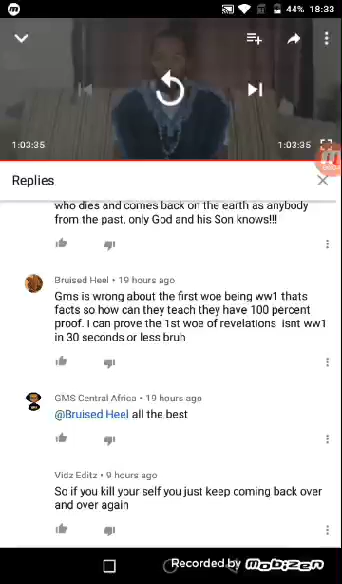 44% 18:33
1:03:35
1:03:35
Replies
who dies and comes back on the earth as anybody
from the past. only God and his Son knows!!!
Bruised Heel • 19 hours ago
Gms is wrong about the first woe being ww1 thats
facts so how can they teach they have 100 percent
proof. I can prove the 1st woe of revelations Isnt ww1
in 30 seconds or less bruh
GMS Central Africa • 19 hours ago
@Bruised Heel all the best
Vidz Editz • 9 hours ago
So if you kill your self you just keep coming back over
and over again
Recorded by mobizen